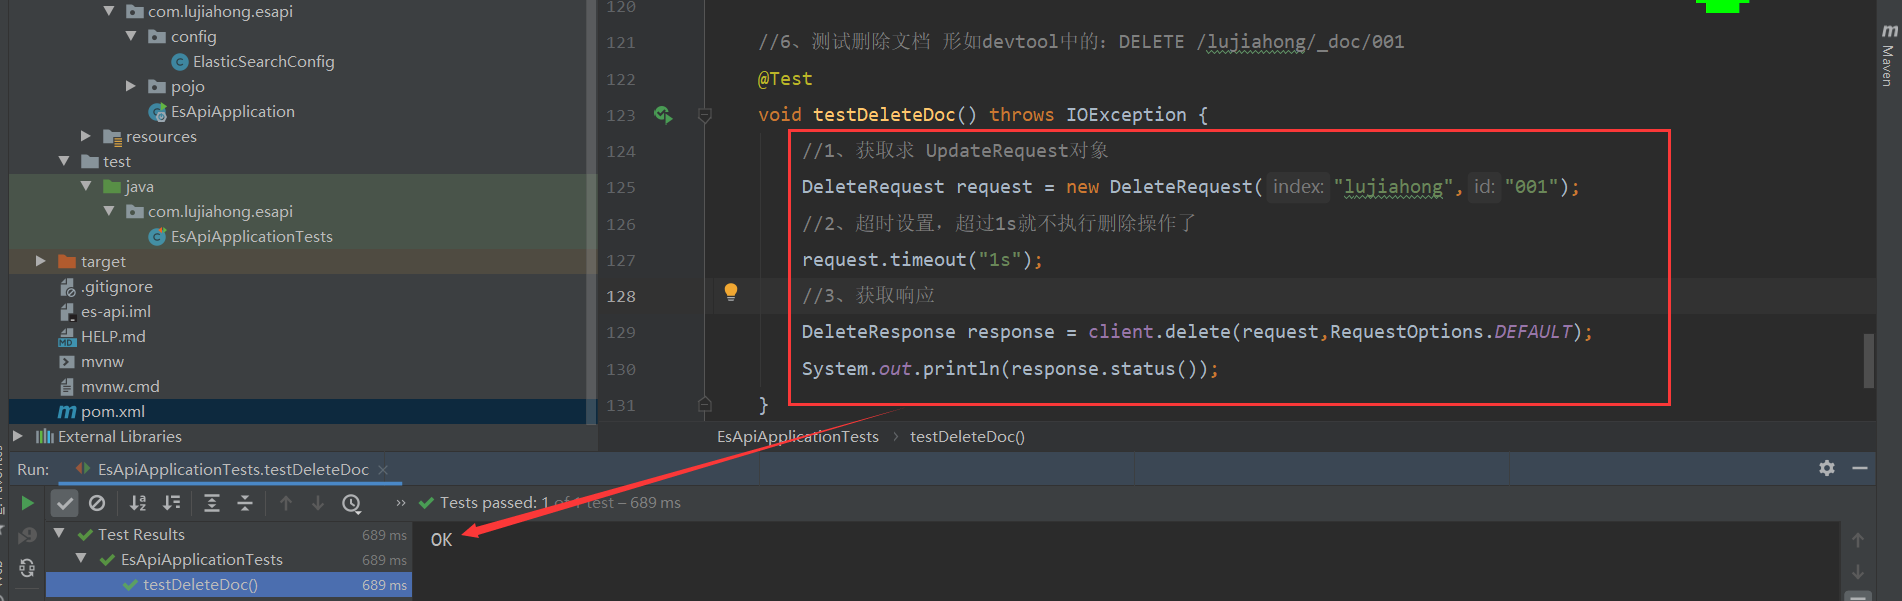 com.lujiahong.esapi
config
ElasticSearchConfig
pojo
EsApiApplication
resources
test
java
com.lujiahong.esapi
EsApiApplicationTests
target
.gitignore
es-api.iml
HELP.md
mvnw
mvnw.cmd
pom.xml
External Libraries
120
121 //6、测试删除文档 形如devtool中的：DELETE /lujiahong/_doc/001
122 @Test
123 void testDeleteDoc() throws IOException {
124 //1、获取求 UpdateRequest对象
125 DeleteRequest request = new DeleteRequest( index: "lujiahong", id: "001");
126 //2、超时设置，超过1s就不执行删除操作了
127 request.timeout("1s");
128 //3、获取响应
129 DeleteResponse response = client.delete(request,RequestOptions.DEFAULT);
130 System.out.println(response.status());
131 }
EsApiApplicationTests › testDeleteDoc()
Maven
Run: EsApiApplicationTests.testDeleteDoc
Tests passed: 1 of 1 test – 689 ms
Test Results 689 ms
EsApiApplicationTests 689 ms
testDeleteDoc() 689 ms
OK